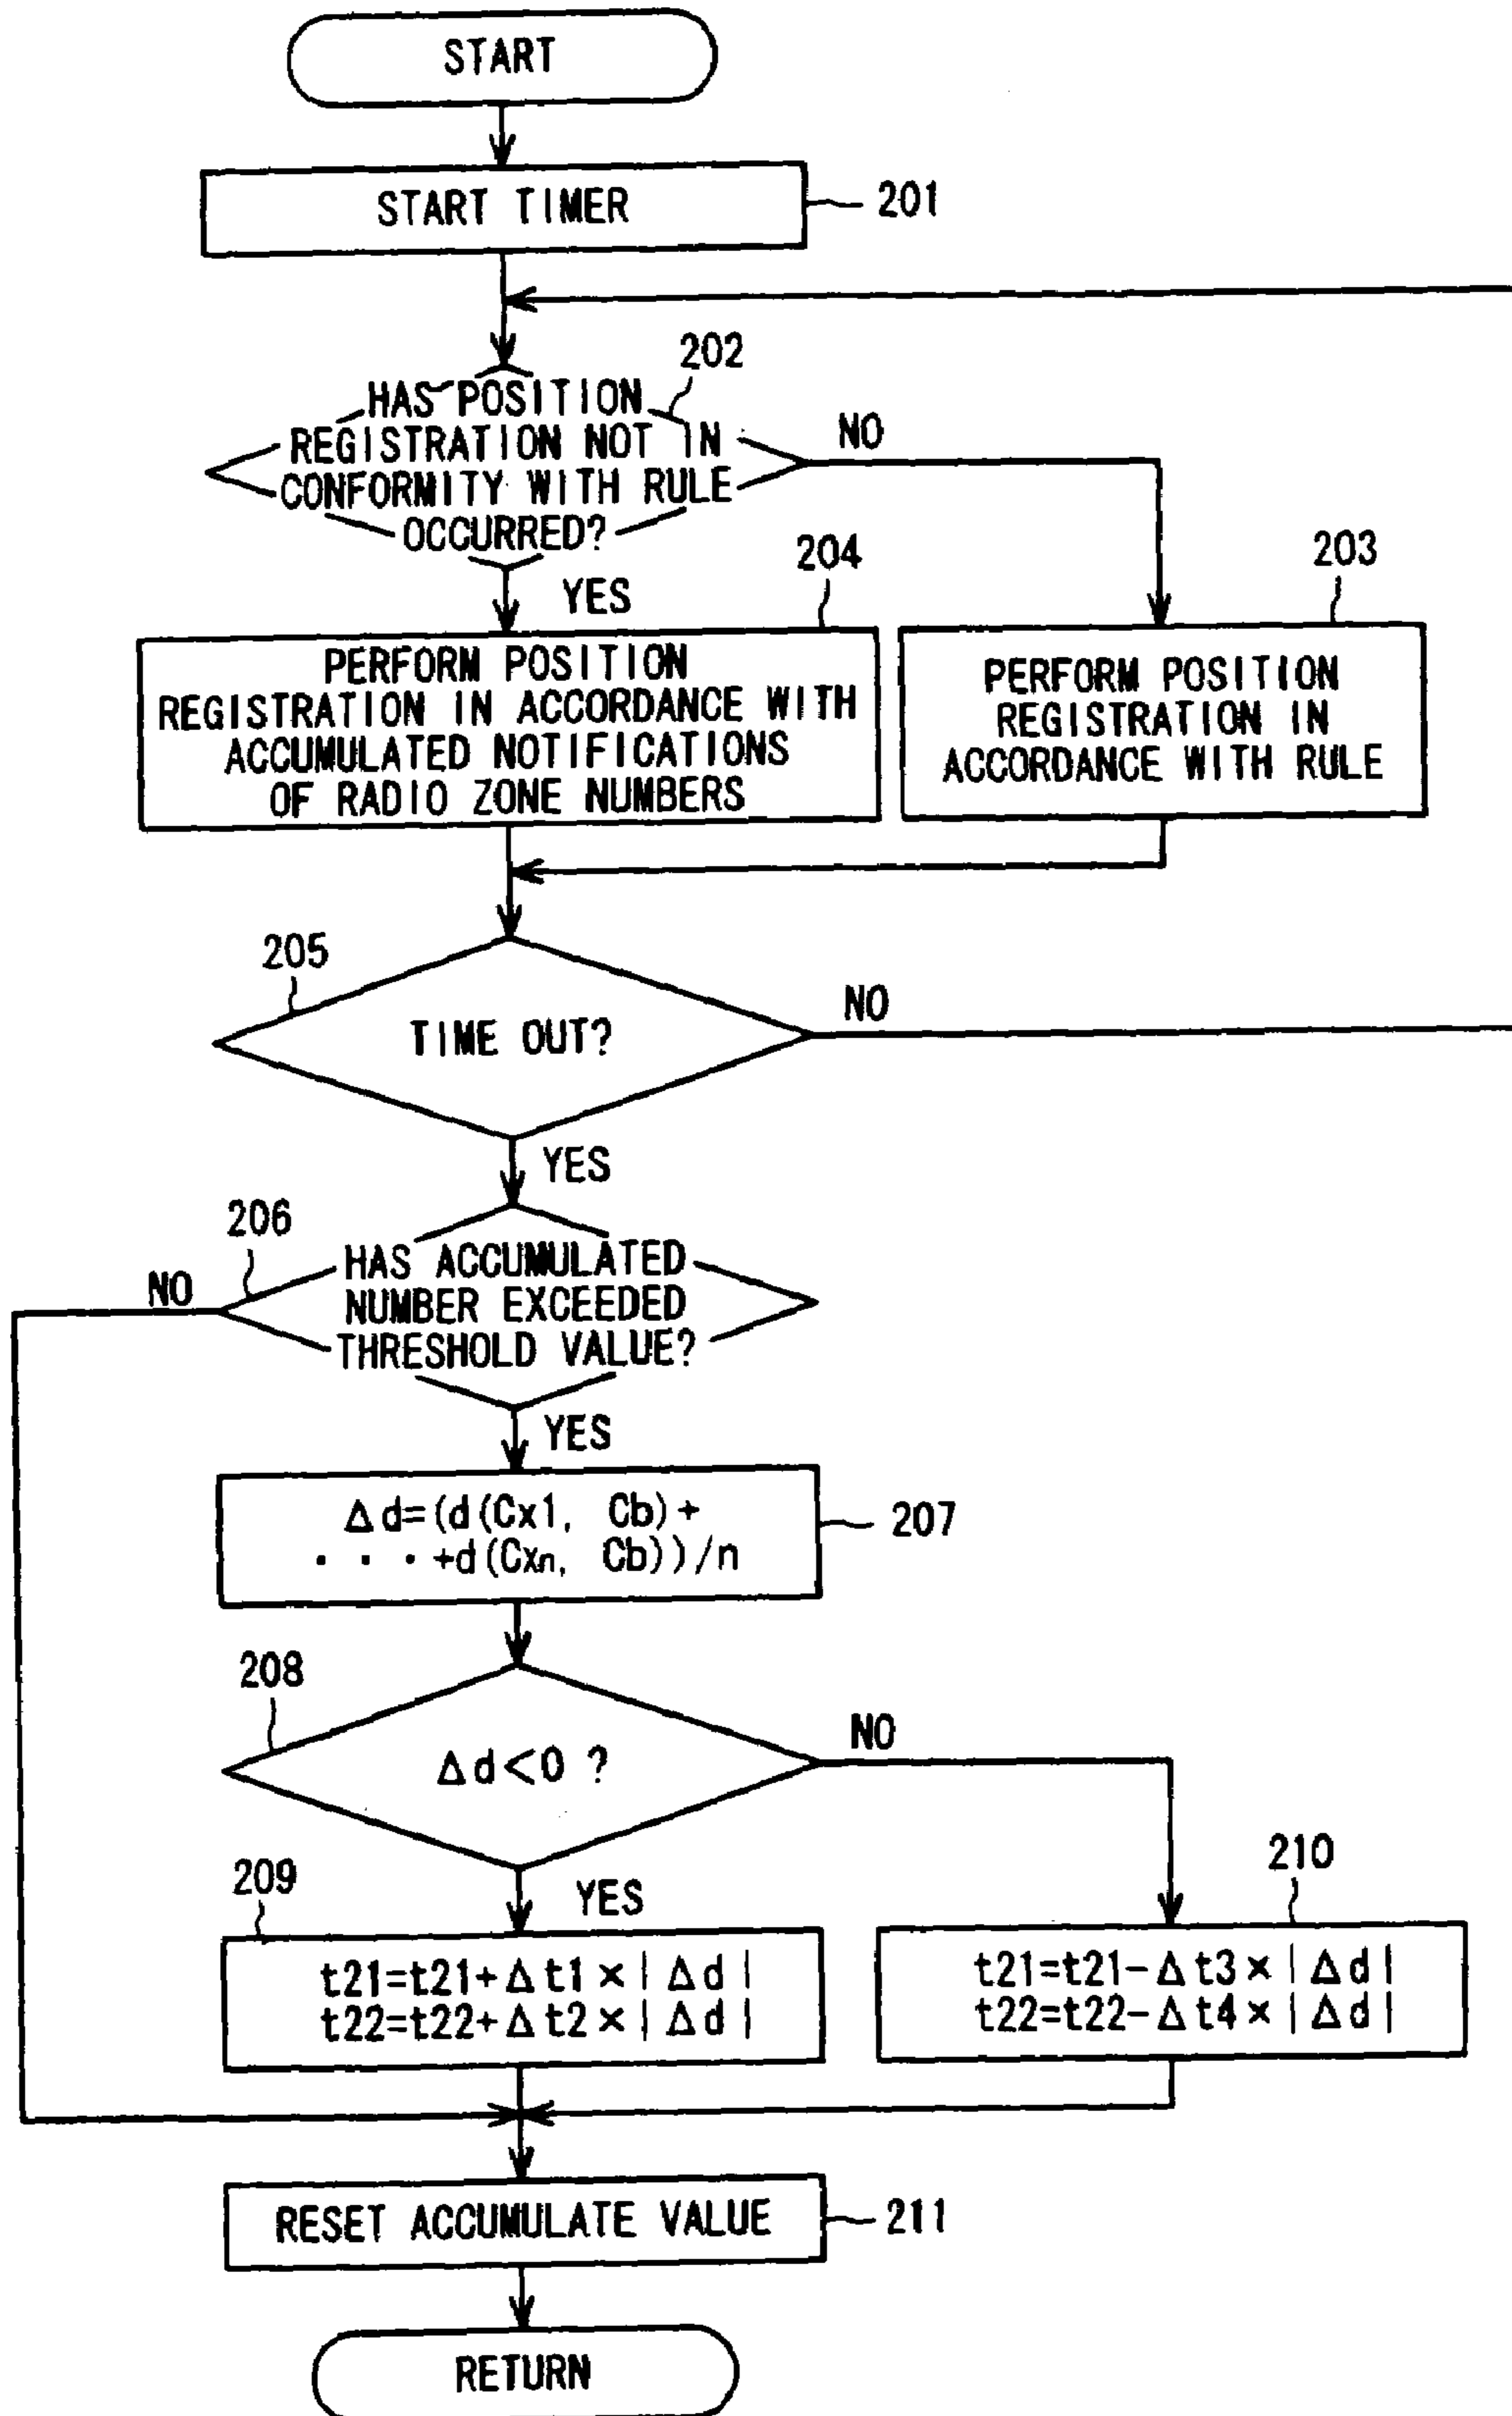 START
START TIMER
201
202
HAS POSITION
REGISTRATION NOT IN
CONFORMITY WITH RULE
OCCURRED?
NO
YES
204
203
PERFORM POSITION
REGISTRATION IN ACCORDANCE WITH
ACCUMULATED NOTIFICATIONS
OF RADIO ZONE NUMBERS
PERFORM POSITION
REGISTRATION IN
ACCORDANCE WITH RULE
205
TIME OUT?
NO
YES
206
NO
HAS ACCUMULATED
NUMBER EXCEEDED
THRESHOLD VALUE?
YES
Δd=(d(Cx1, Cb)+
· · · +d(Cxn, Cb))/n
207
208
Δd<0 ?
NO
YES
209
210
t21=t21+Δt1×|Δd|
t22=t22+Δt2×|Δd|
t21=t21-Δt3×|Δd|
t22=t22-Δt4×|Δd|
RESET ACCUMULATE VALUE
211
RETURN